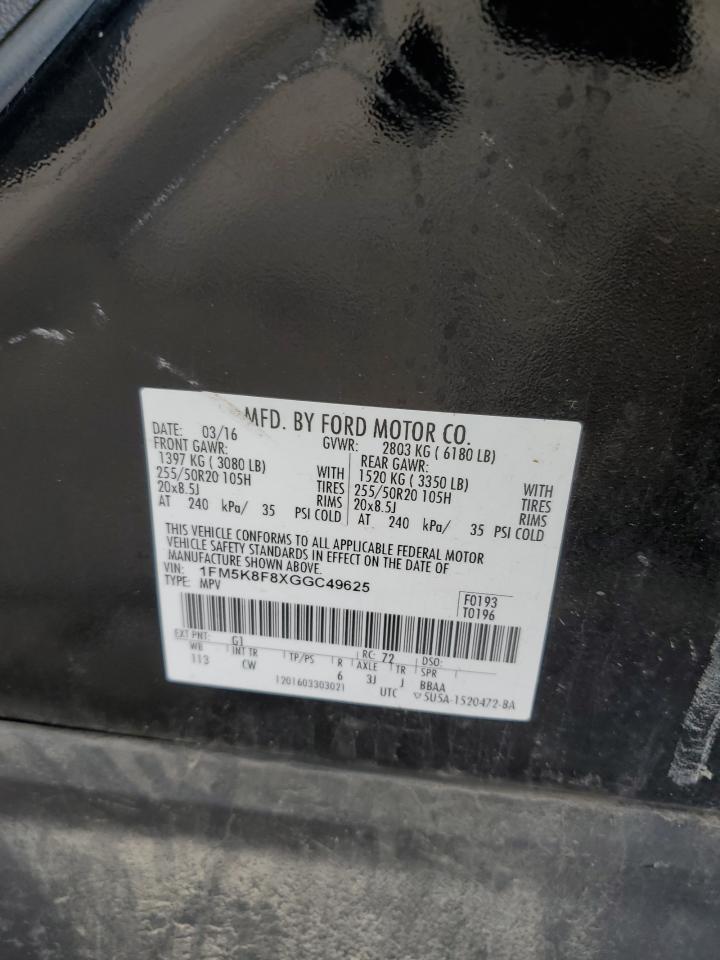 MFD. BY FORD MOTOR CO.
DATE: 03/16 GVWR: 2803 KG ( 6180 LB)
FRONT GAWR: REAR GAWR:
1397 KG ( 3080 LB) WITH 1520 KG ( 3350 LB) WITH
255/50R20 105H TIRES 255/50R20 105H TIRES
20x8.5J RIMS 20x8.5J RIMS
AT 240 kPa/ 35 PSI COLD AT 240 kPa/ 35 PSI COLD
THIS VEHICLE CONFORMS TO ALL APPLICABLE FEDERAL MOTOR
VEHICLE SAFETY STANDARDS IN EFFECT ON THE DATE OF
MANUFACTURE SHOWN ABOVE.
VIN: 1FM5K8F8XGGC49625
TYPE: MPV
F0193
T0196
EXT PNT: G1 RC: 72 DSO:
WB INT TR TP/PS R AXLE TR SPR
113 CW 6 3J J BBAA
1201603303021 UTC ▽5U5A-1520472-BA